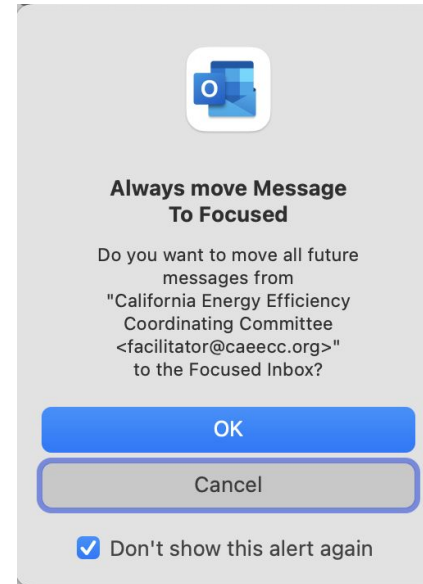 O
Always move Message
To Focused
Do you want to move all future
messages from
"California Energy Efficiency
Coordinating Committee
<facilitator@caeecc.org>"
to the Focused Inbox?
OK
Cancel
Don't show this alert again